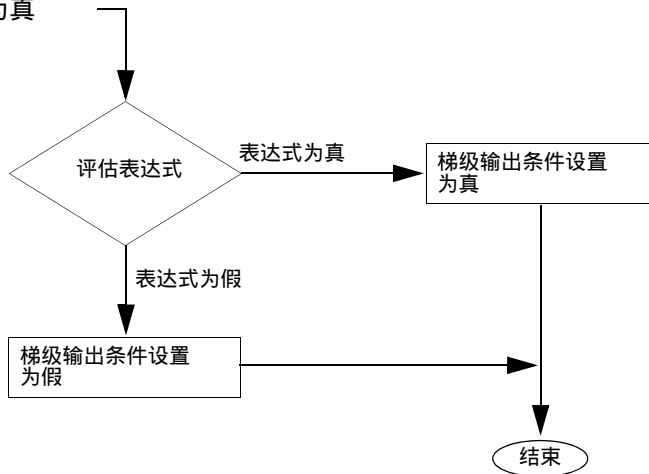 为真
评估表达式
表达式为真
梯级输出条件设置
为真
表达式为假
梯级输出条件设置
为假
结束